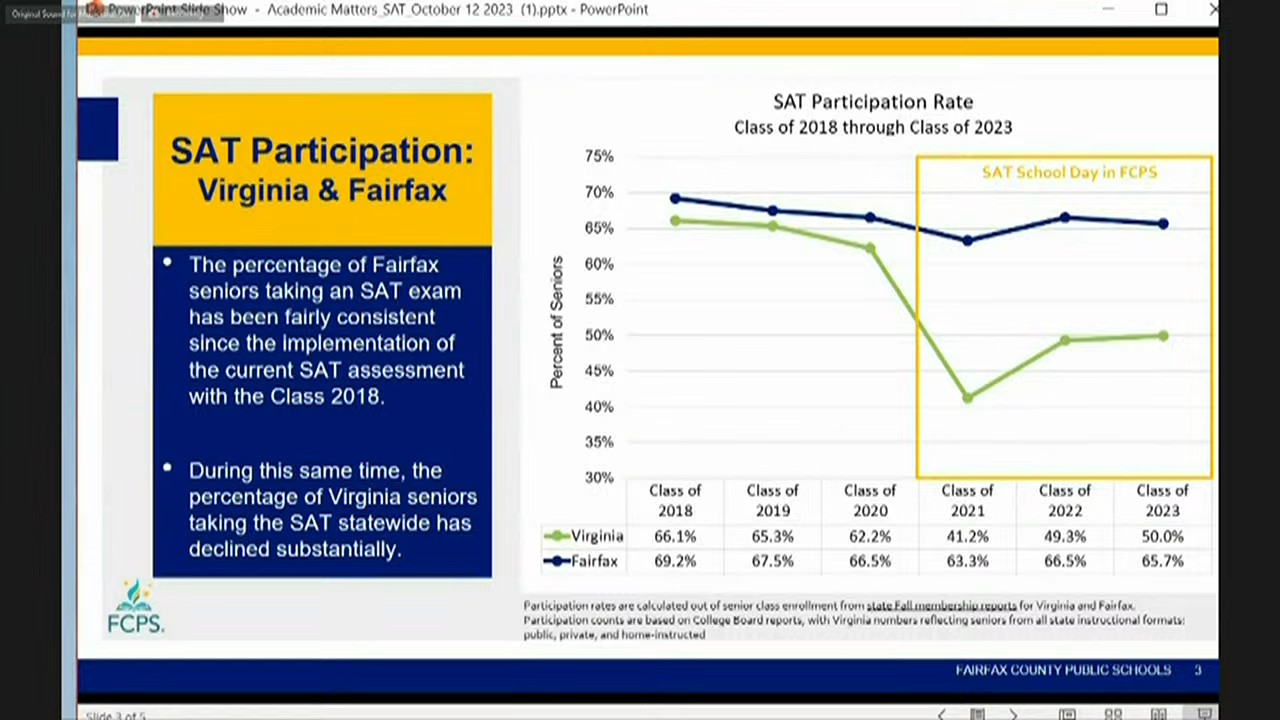 PowerPoint Slide Show - Academic Matters_SAT_October 12 2023 (1).pptx - PowerPoint
SAT Participation:
Virginia & Fairfax
• The percentage of Fairfax
seniors taking an SAT exam
has been fairly consistent
since the implementation of
the current SAT assessment
with the Class 2018.
• During this same time, the
percentage of Virginia seniors
taking the SAT statewide has
declined substantially.
FCPS.
SAT Participation Rate
Class of 2018 through Class of 2023
SAT School Day in FCPS
Percent of Seniors
75%
70%
65%
60%
55%
50%
45%
40%
35%
30%
Class of 2018 Class of 2019 Class of 2020 Class of 2021 Class of 2022 Class of 2023
Virginia 66.1% 65.3% 62.2% 41.2% 49.3% 50.0%
Fairfax 69.2% 67.5% 66.5% 63.3% 66.5% 65.7%
Participation rates are calculated out of senior class enrollment from state Fall membership reports for Virginia and Fairfax.
Participation counts are based on College Board reports, with Virginia numbers reflecting seniors from all state instructional formats:
public, private, and home-instructed
FAIRFAX COUNTY PUBLIC SCHOOLS 3
Slide 3 of 5